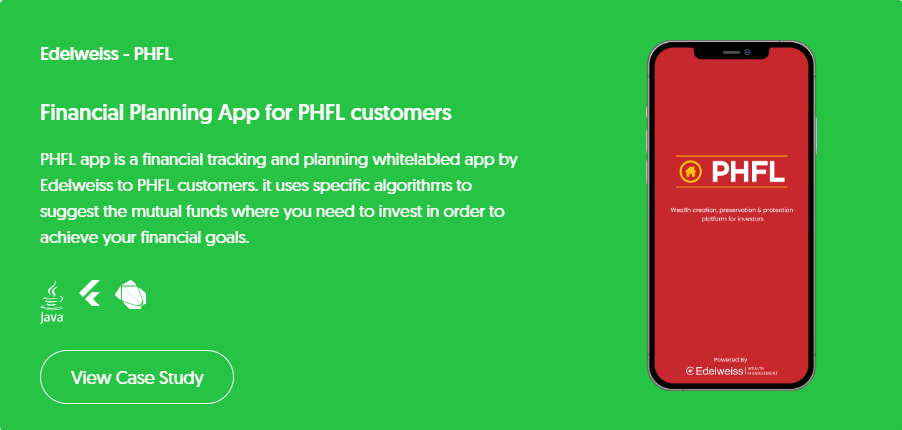 Edelweiss - PHFL
Financial Planning App for PHFL customers
PHFL app is a financial tracking and planning whitelabled app by
Edelweiss to PHFL customers. it uses specific algorithms to
suggest the mutual funds where you need to invest in order to
achieve your financial goals.
Java
View Case Study
PHFL
Wealth creation, preservation & protection
platform for investors
Powered By
Edelweiss
WEALTH
MANAGEMENT